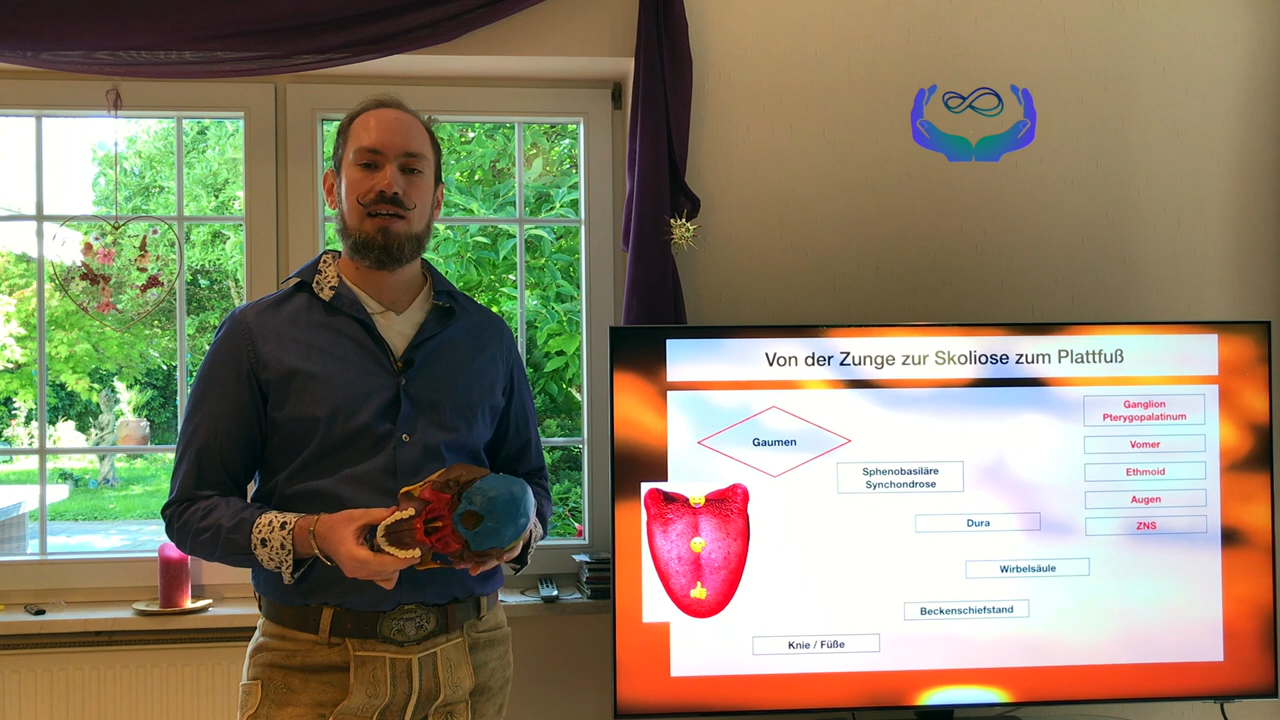 Von der Zunge zur Skoliose zum Plattfuß
Ganglion
Pterygopalatinum
Gaumen
Vomer
Sphenobasiläre
Synchondrose
Ethmoid
Augen
Dura
ZNS
Wirbelsäule
Beckenschiefstand
Knie / Füße